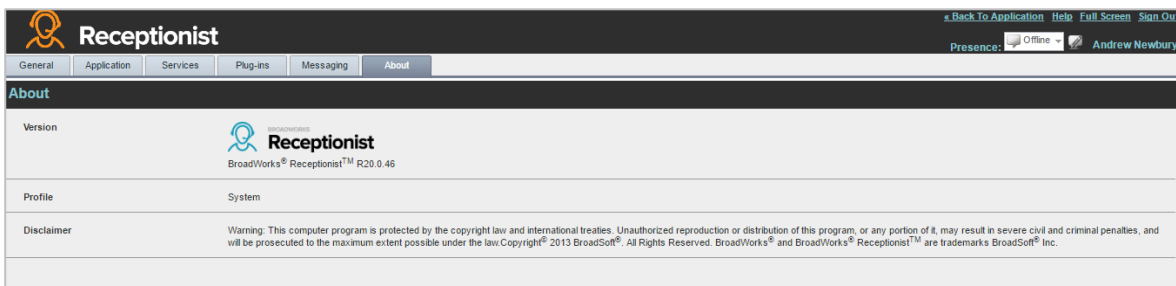 « Back To Application Help Full Screen Sign Ou
Receptionist
Presence: Offline Andrew Newbury
General Application Services Plug-ins Messaging About
About
Version
BROADWORKS
Receptionist
BroadWorks® Receptionist™ R20.0.46
Profile System
Disclaimer Warning: This computer program is protected by the copyright law and international treaties. Unauthorized reproduction or distribution of this program, or any portion of it, may result in severe civil and criminal penalties, and
will be prosecuted to the maximum extent possible under the law.Copyright® 2013 BroadSoft®. All Rights Reserved. BroadWorks® and BroadWorks® Receptionist™ are trademarks BroadSoft® Inc.